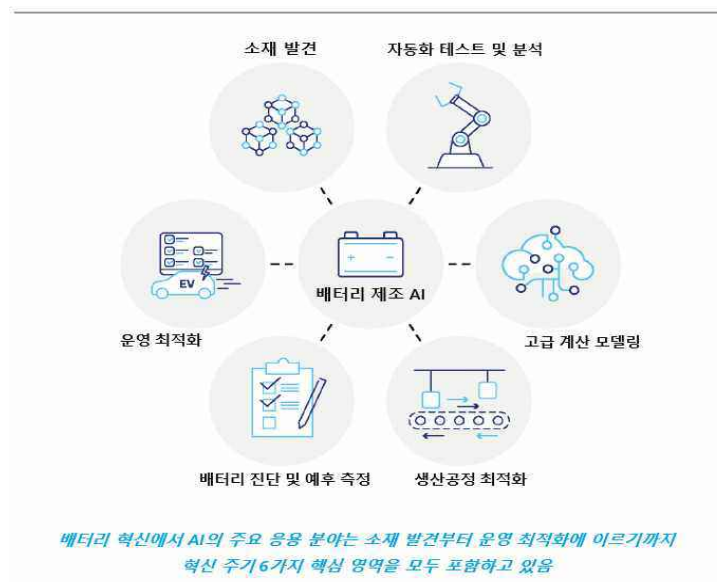 소재 발견
자동화 테스트 및 분석
EV
+ -
배터리 제조 AI
운영 최적화
고급 계산 모델링
배터리 진단 및 예후 측정
생산공정 최적화
배터리 혁신에서 AI의 주요 응용 분야는 소재 발견부터 운영 최적화에 이르기까지
혁신 주기 6가지 핵심 영역을 모두 포함하고 있음